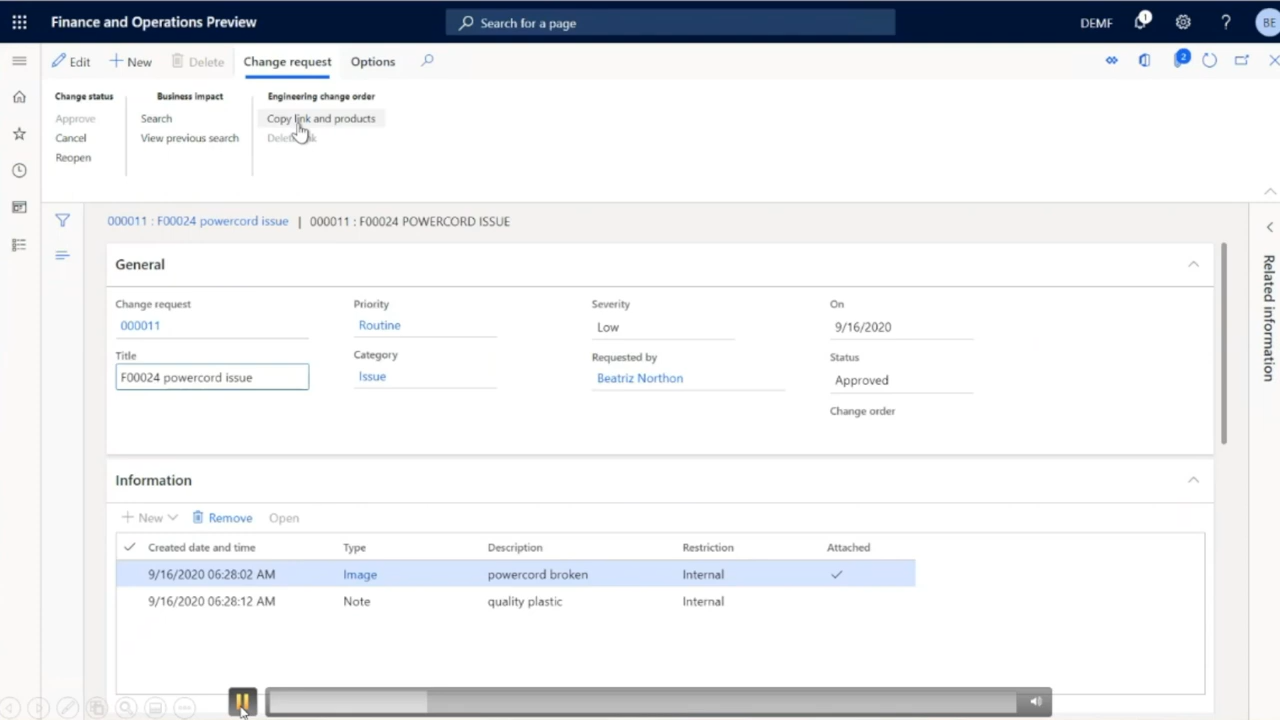 Finance and Operations Preview
Search for a page
DEMF
1
?
BE
Edit
New
Delete
Change request
Options
2
Change status
Business impact
Engineering change order
Approve
Search
Copy link and products
Cancel
View previous search
Reopen
000011 : F00024 powercord issue | 000011 : F00024 POWERCORD ISSUE
Related information
General
Change request
Priority
Severity
On
000011
Routine
Low
9/16/2020
Title
Category
Requested by
Status
F00024 powercord issue
Issue
Beatriz Northon
Approved
Change order
Information
New
Remove
Open
Created date and time
Type
Description
Restriction
Attached
9/16/2020 06:28:02 AM
Image
powercord broken
Internal
9/16/2020 06:28:12 AM
Note
quality plastic
Internal